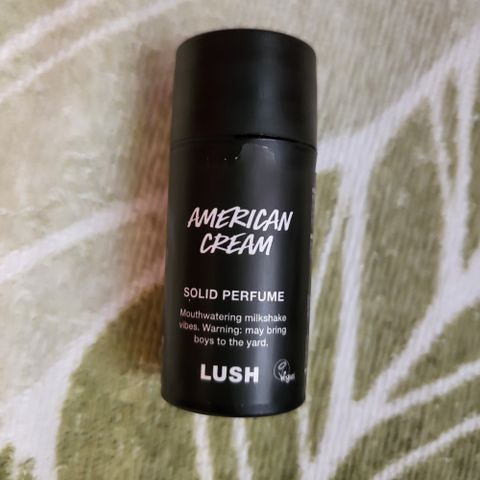 AMERICAN
CREAM
SOLID PERFUME
Mouthwatering milkshake
vibes. Warning: may bring
boys to the yard.
LUSH